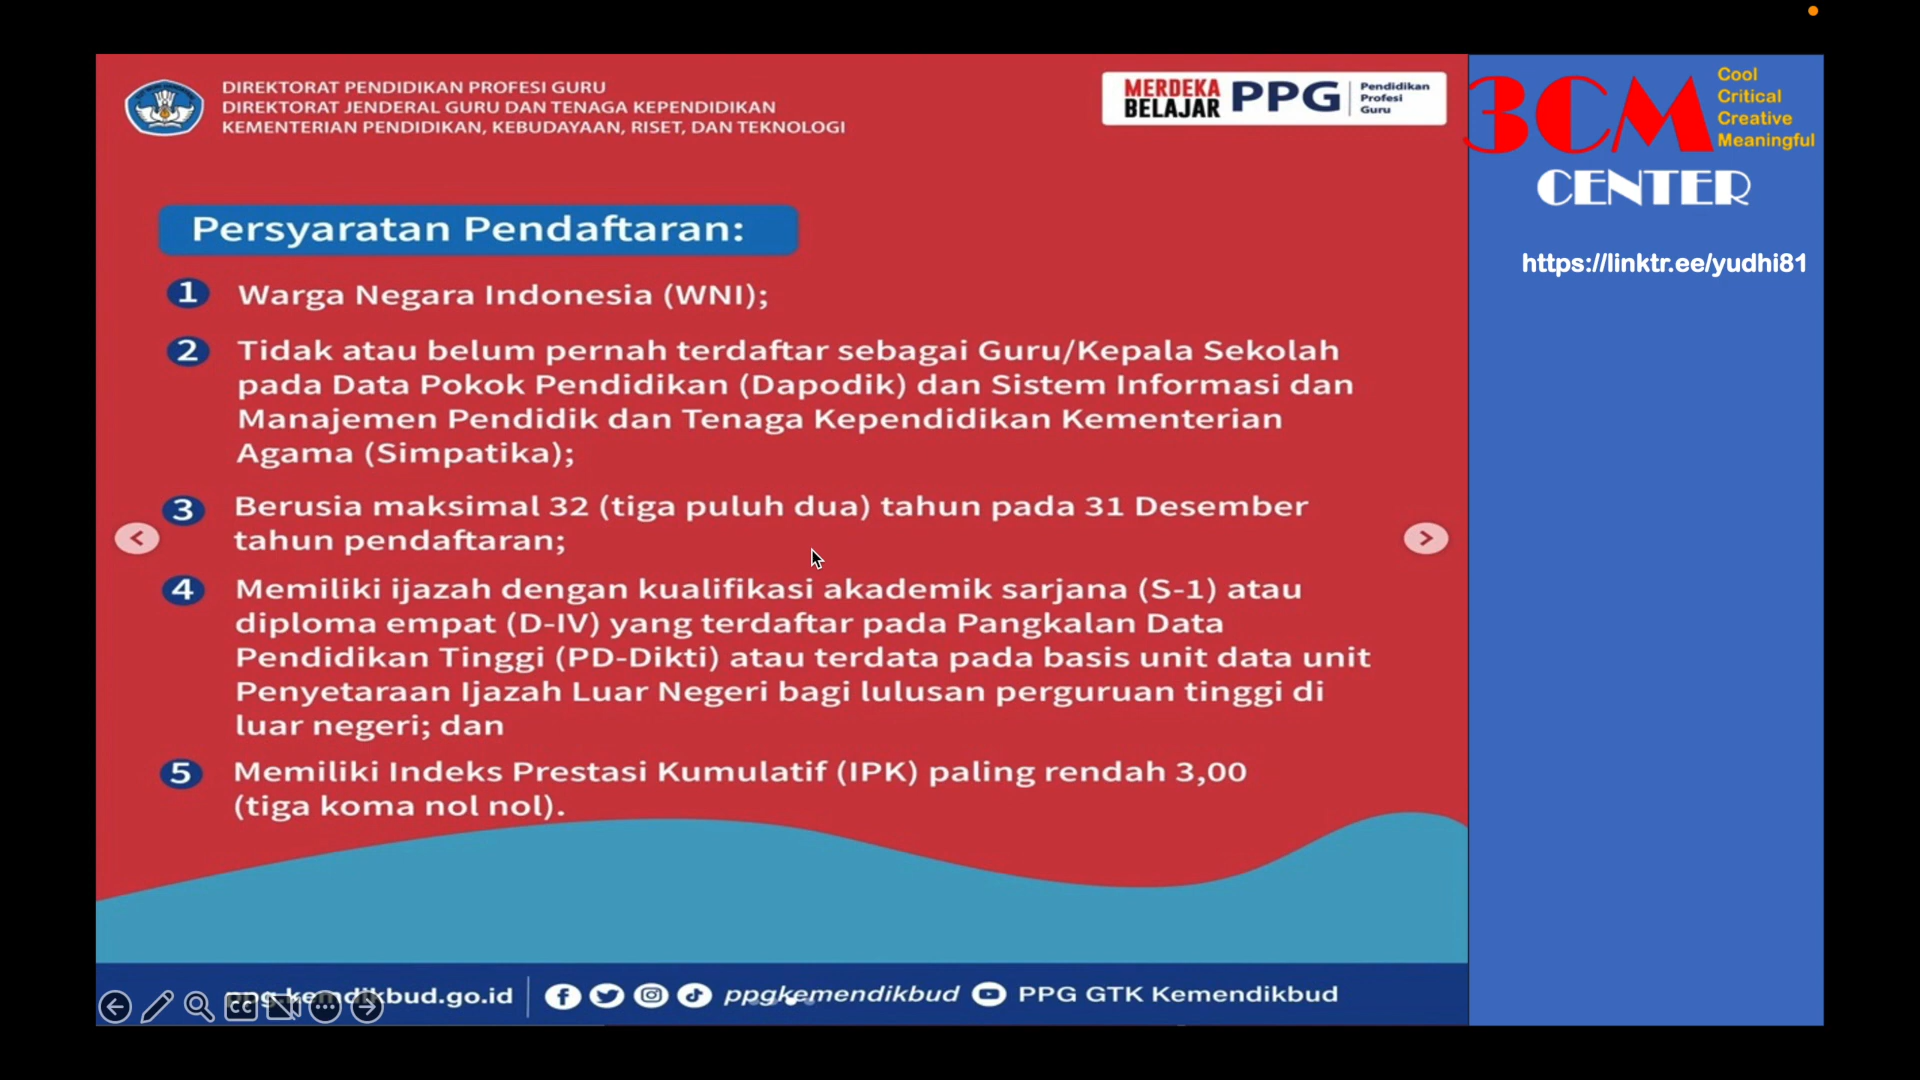 DIREKTORAT PENDIDIKAN PROFESI GURU
DIREKTORAT JENDERAL GURU DAN TENAGA KEPENDIDIKAN
KEMENTERIAN PENDIDIKAN, KEBUDAYAAN, RISET, DAN TEKNOLOGI
MERDEKA
BELAJAR
PPG
Pendidikan
Profesi
Guru
3CM
Cool
Critical
Creative
Meaningful
CENTER
https://linktr.ee/yudhi81
Persyaratan Pendaftaran:
1 Warga Negara Indonesia (WNI);
2 Tidak atau belum pernah terdaftar sebagai Guru/Kepala Sekolah
pada Data Pokok Pendidikan (Dapodik) dan Sistem Informasi dan
Manajemen Pendidik dan Tenaga Kependidikan Kementerian
Agama (Simpatika);
3 Berusia maksimal 32 (tiga puluh dua) tahun pada 31 Desember
tahun pendaftaran;
4 Memiliki ijazah dengan kualifikasi akademik sarjana (S-1) atau
diploma empat (D-IV) yang terdaftar pada Pangkalan Data
Pendidikan Tinggi (PD-Dikti) atau terdata pada basis unit data unit
Penyetaraan Ijazah Luar Negeri bagi lulusan perguruan tinggi di
luar negeri; dan
5 Memiliki Indeks Prestasi Kumulatif (IPK) paling rendah 3,00
(tiga koma nol nol).
ppg.kemdikbud.go.id
CC
ppgkemendikbud
PPG GTK Kemendikbud